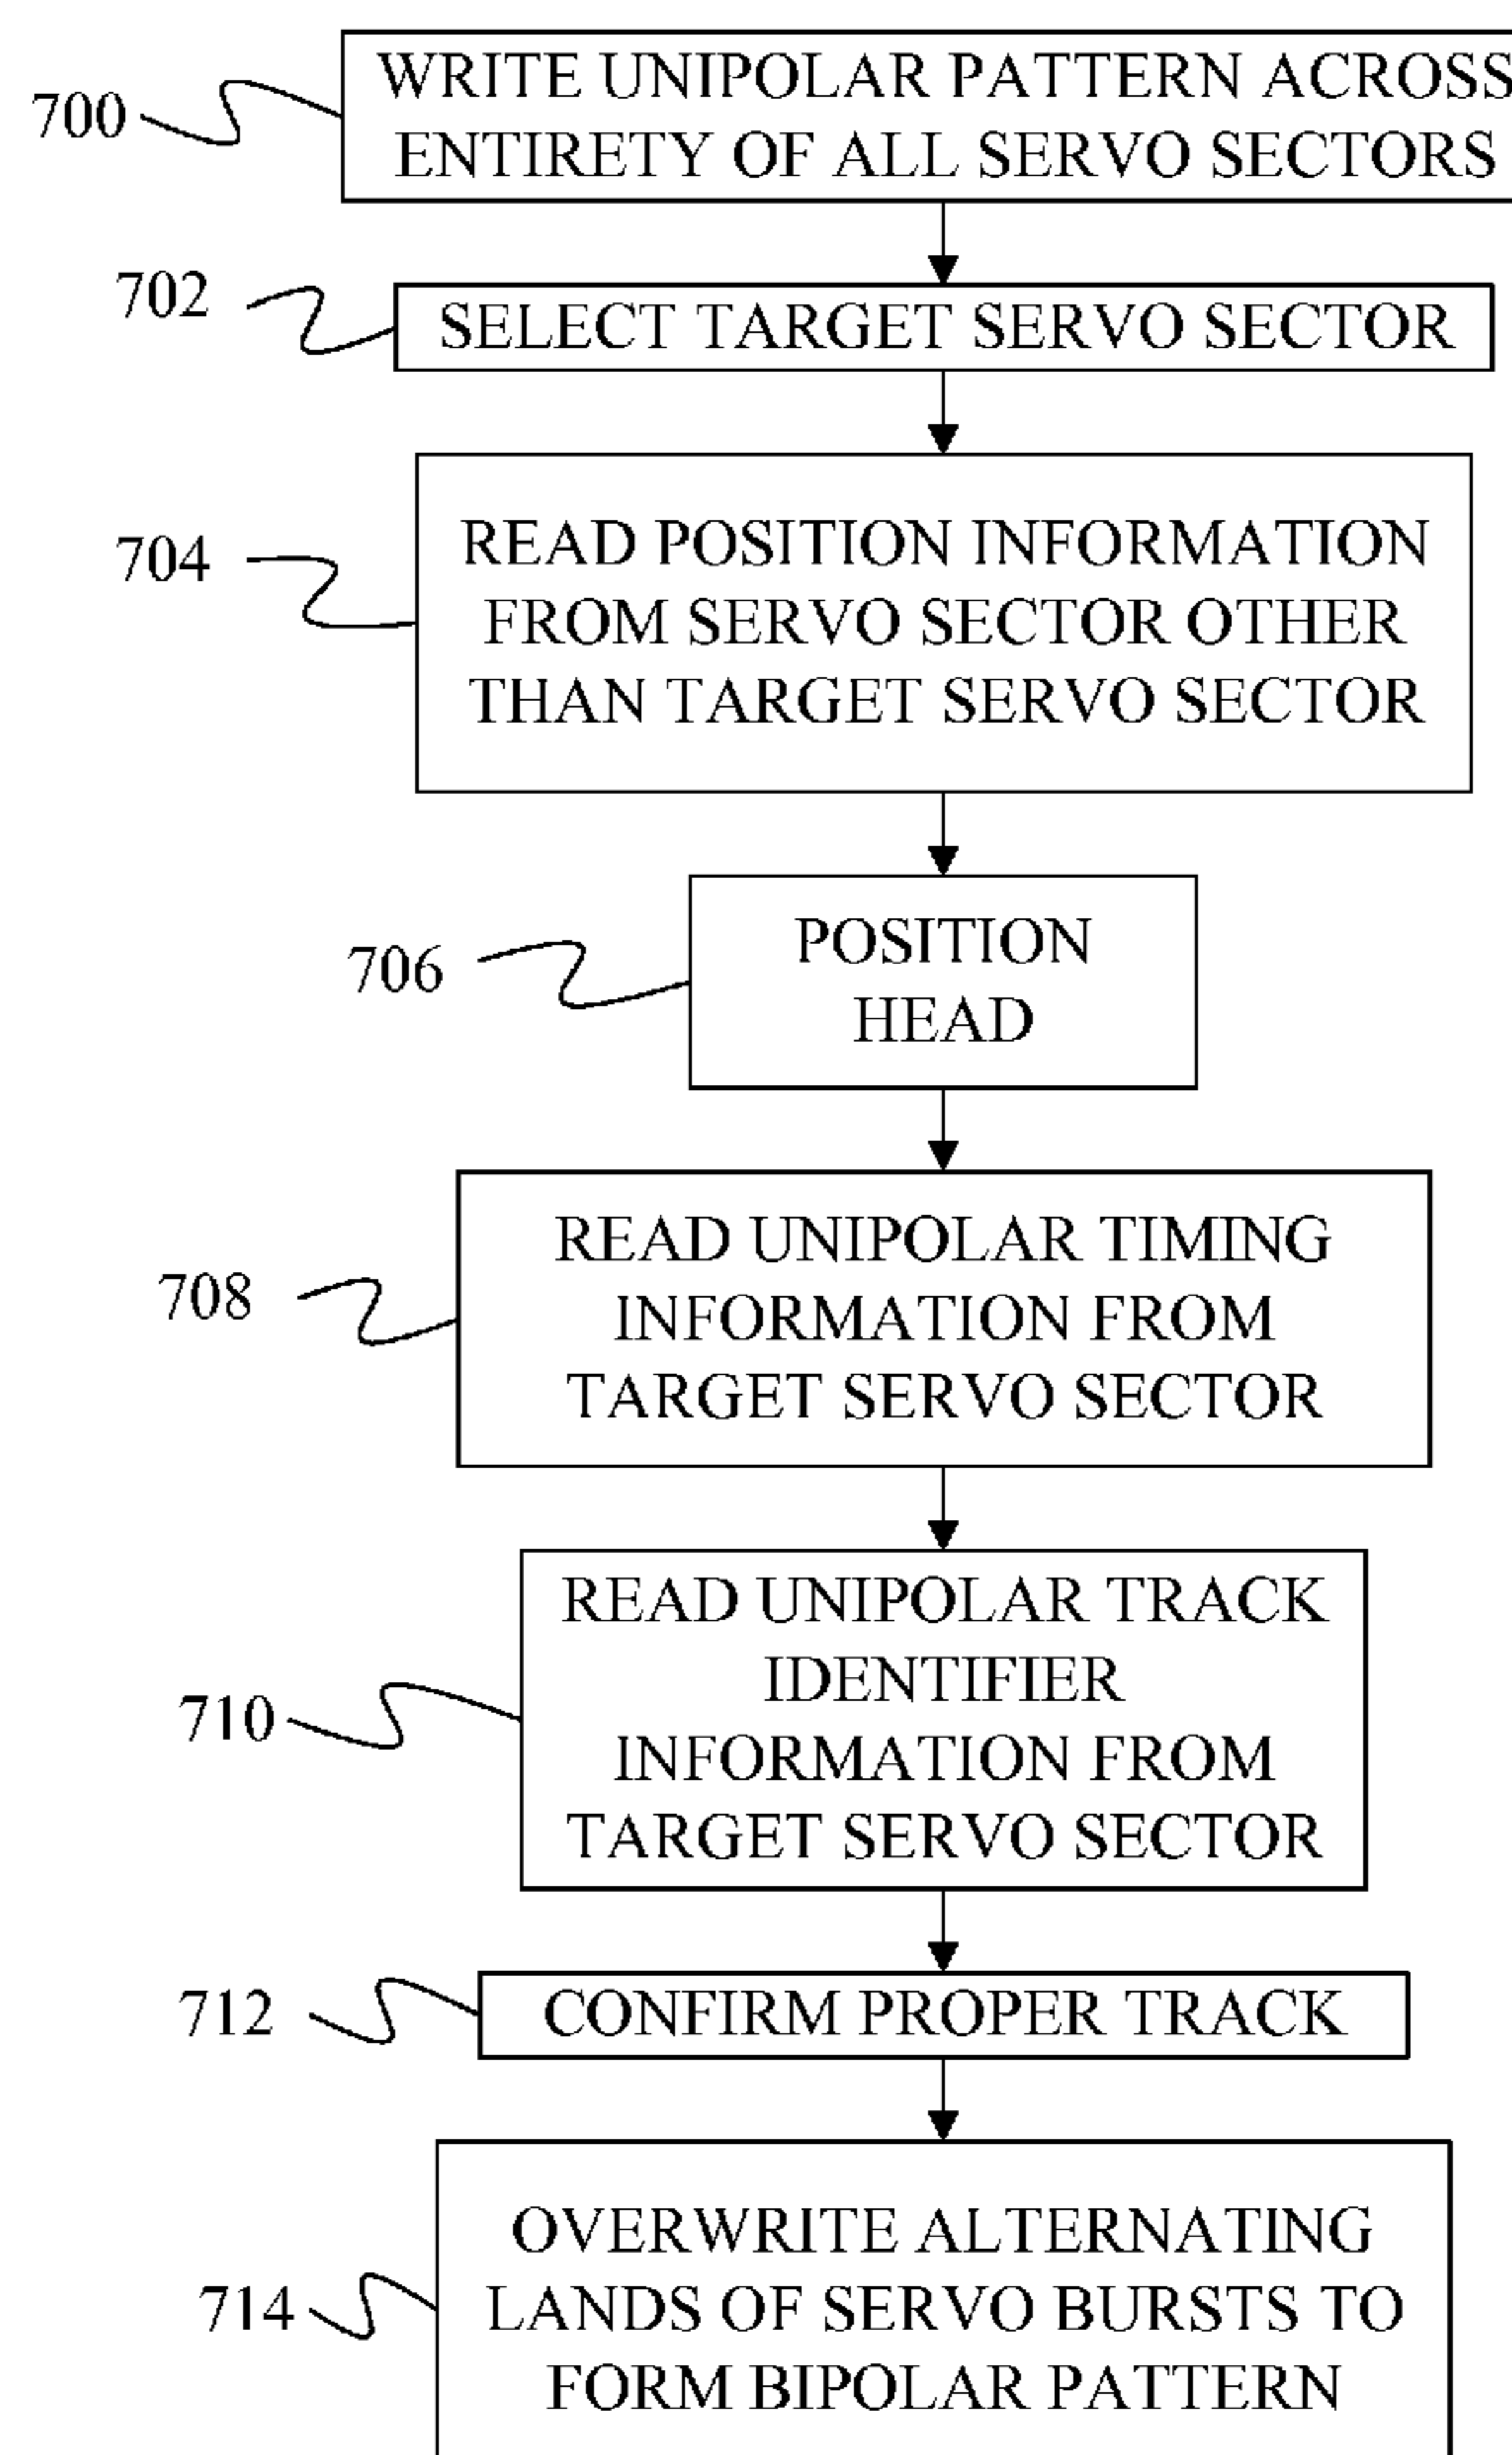 700
WRITE UNIPOLAR PATTERN ACROSS
ENTIRETY OF ALL SERVO SECTORS
702
SELECT TARGET SERVO SECTOR
704
READ POSITION INFORMATION
FROM SERVO SECTOR OTHER
THAN TARGET SERVO SECTOR
706
POSITION
HEAD
708
READ UNIPOLAR TIMING
INFORMATION FROM
TARGET SERVO SECTOR
710
READ UNIPOLAR TRACK
IDENTIFIER
INFORMATION FROM
TARGET SERVO SECTOR
712
CONFIRM PROPER TRACK
714
OVERWRITE ALTERNATING
LANDS OF SERVO BURSTS TO
FORM BIPOLAR PATTERN